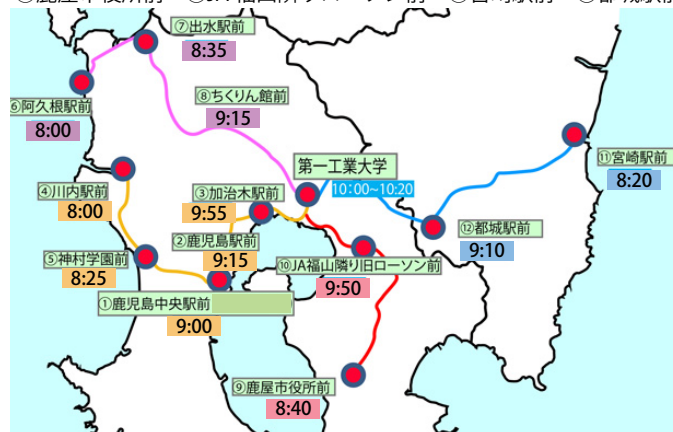 ⑦出水駅前
8:35
⑥阿久根駅前
8:00
⑧ちくりん館前
9:15
第一工業大学
10:00~10:20
⑪宮崎駅前
8:20
④川内駅前
8:00
③加治木駅前
9:55
⑫都城駅前
9:10
②鹿児島駅前
9:15
⑤神村学園前
8:25
⑩JA福山隣り旧ローソン前
9:50
①鹿児島中央駅前
9:00
⑨鹿屋市役所前
8:40